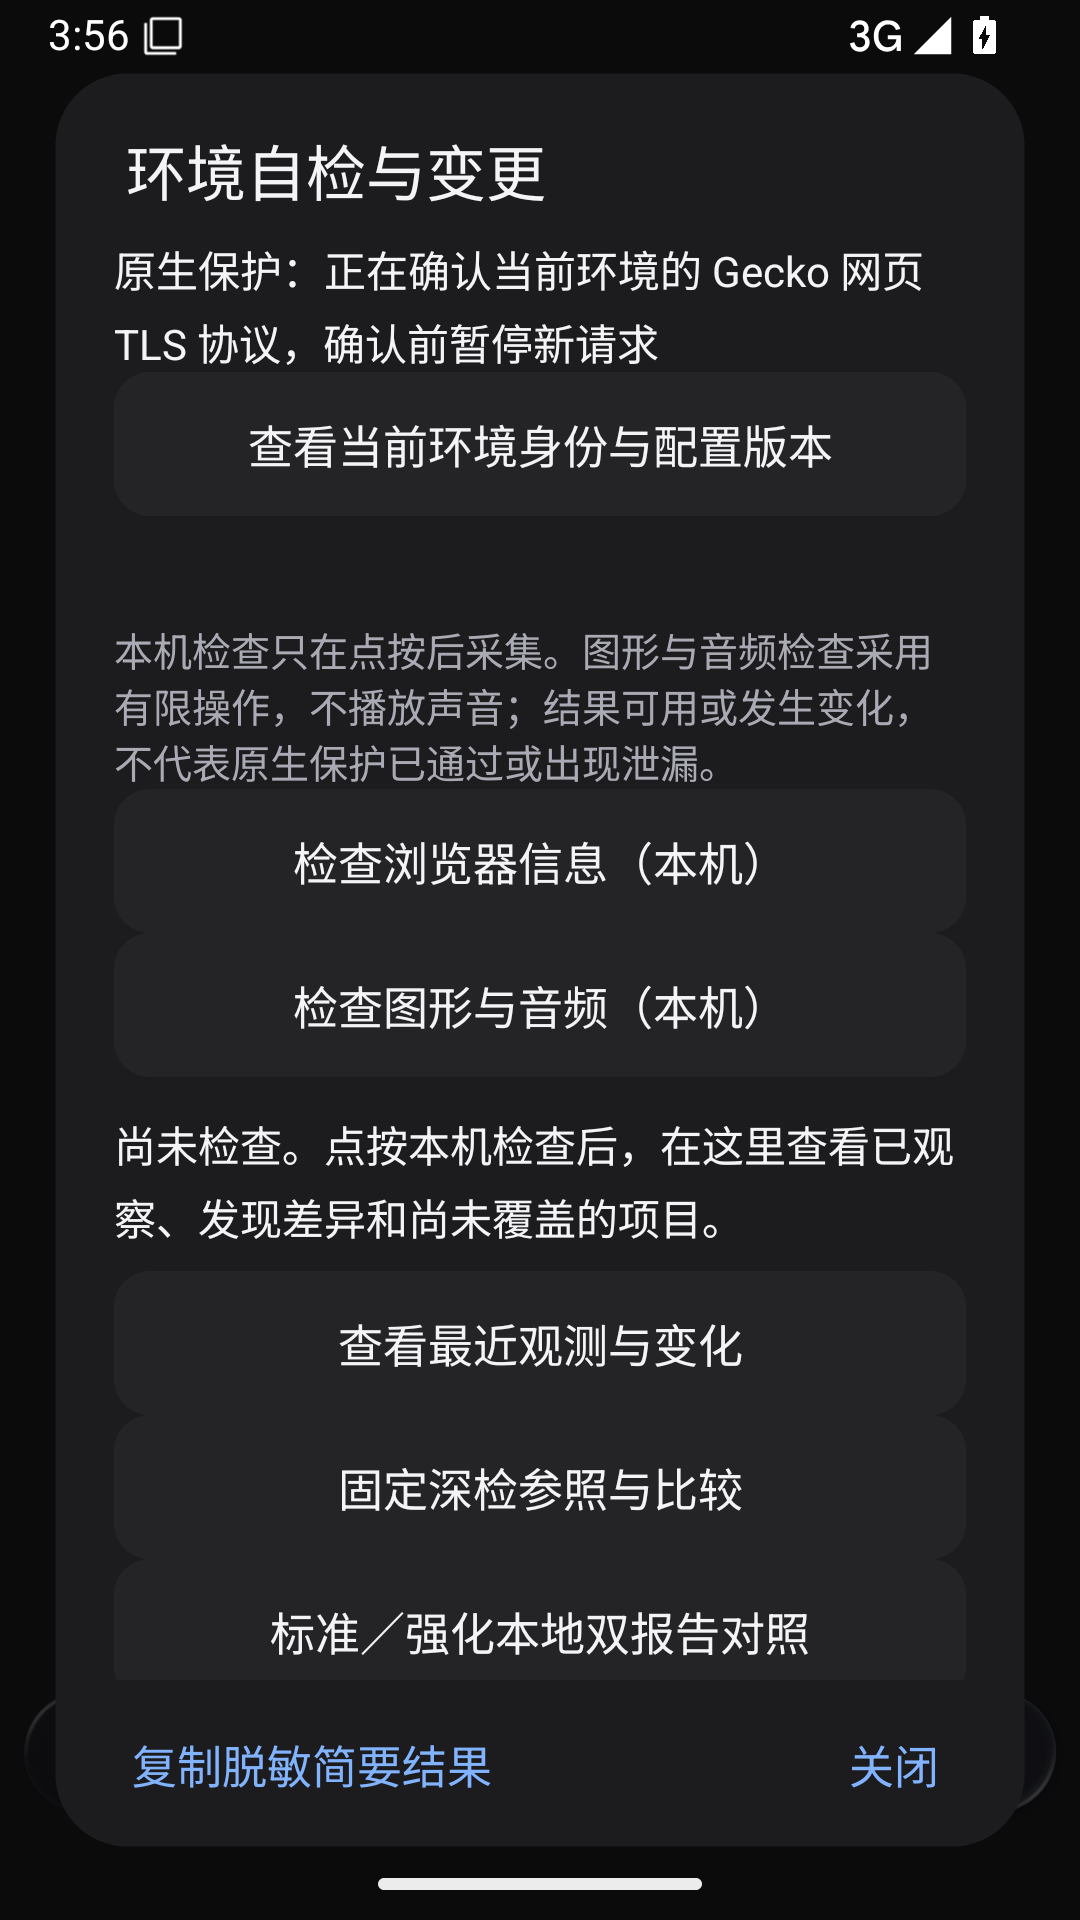 3:56
3G
环境自检与变更
原生保护：正在确认当前环境的 Gecko 网页
TLS 协议，确认前暂停新请求
查看当前环境身份与配置版本
本机检查只在点按后采集。图形与音频检查采用
有限操作，不播放声音；结果可用或发生变化，
不代表原生保护已通过或出现泄漏。
检查浏览器信息（本机）
检查图形与音频（本机）
尚未检查。点按本机检查后，在这里查看已观
察、发现差异和尚未覆盖的项目。
查看最近观测与变化
固定深检参照与比较
标准／强化本地双报告对照
复制脱敏简要结果
关闭